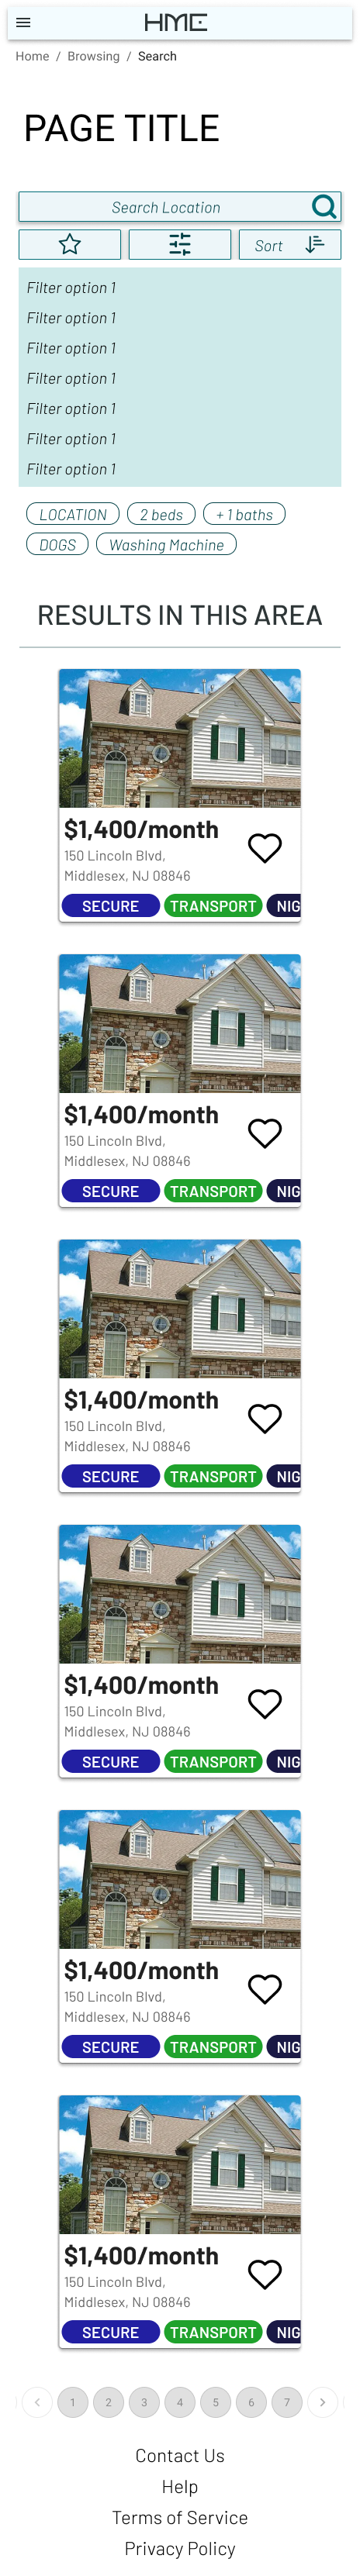 HME
Home / Browsing / Search
PAGE TITLE
Search Location
Sort
Filter option 1
Filter option 1
Filter option 1
Filter option 1
Filter option 1
Filter option 1
Filter option 1
LOCATION 2 beds + 1 baths
DOGS Washing Machine
RESULTS IN THIS AREA
$1,400/month
150 Lincoln Blvd,
Middlesex, NJ 08846
SECURE TRANSPORT NIG
$1,400/month
150 Lincoln Blvd,
Middlesex, NJ 08846
SECURE TRANSPORT NIG
$1,400/month
150 Lincoln Blvd,
Middlesex, NJ 08846
SECURE TRANSPORT NIG
$1,400/month
150 Lincoln Blvd,
Middlesex, NJ 08846
SECURE TRANSPORT NIG
$1,400/month
150 Lincoln Blvd,
Middlesex, NJ 08846
SECURE TRANSPORT NIG
$1,400/month
150 Lincoln Blvd,
Middlesex, NJ 08846
SECURE TRANSPORT NIG
1 2 3 4 5 6 7
Contact Us
Help
Terms of Service
Privacy Policy